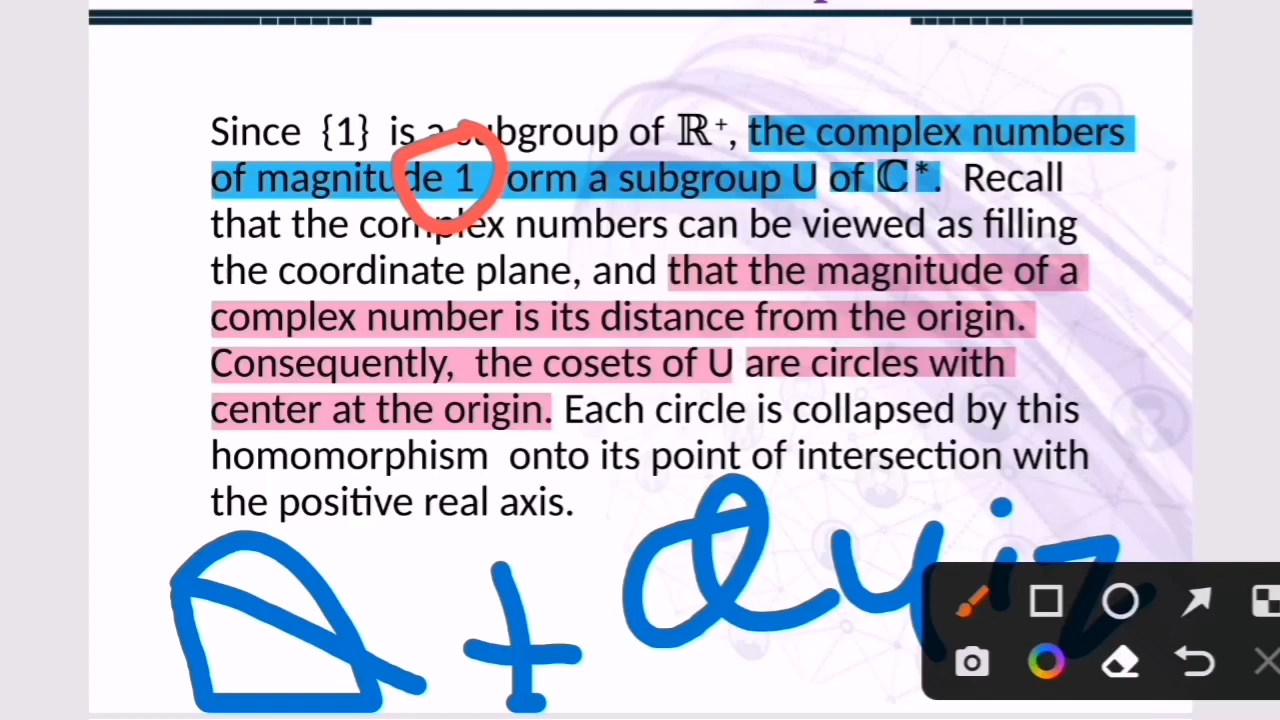 Since {1} is a subgroup of ℝ⁺, the complex numbers
of magnitude 1 form a subgroup U of ℂ*. Recall
that the complex numbers can be viewed as filling
the coordinate plane, and that the magnitude of a
complex number is its distance from the origin.
Consequently, the cosets of U are circles with
center at the origin. Each circle is collapsed by this
homomorphism onto its point of intersection with
the positive real axis.
+ Quiz